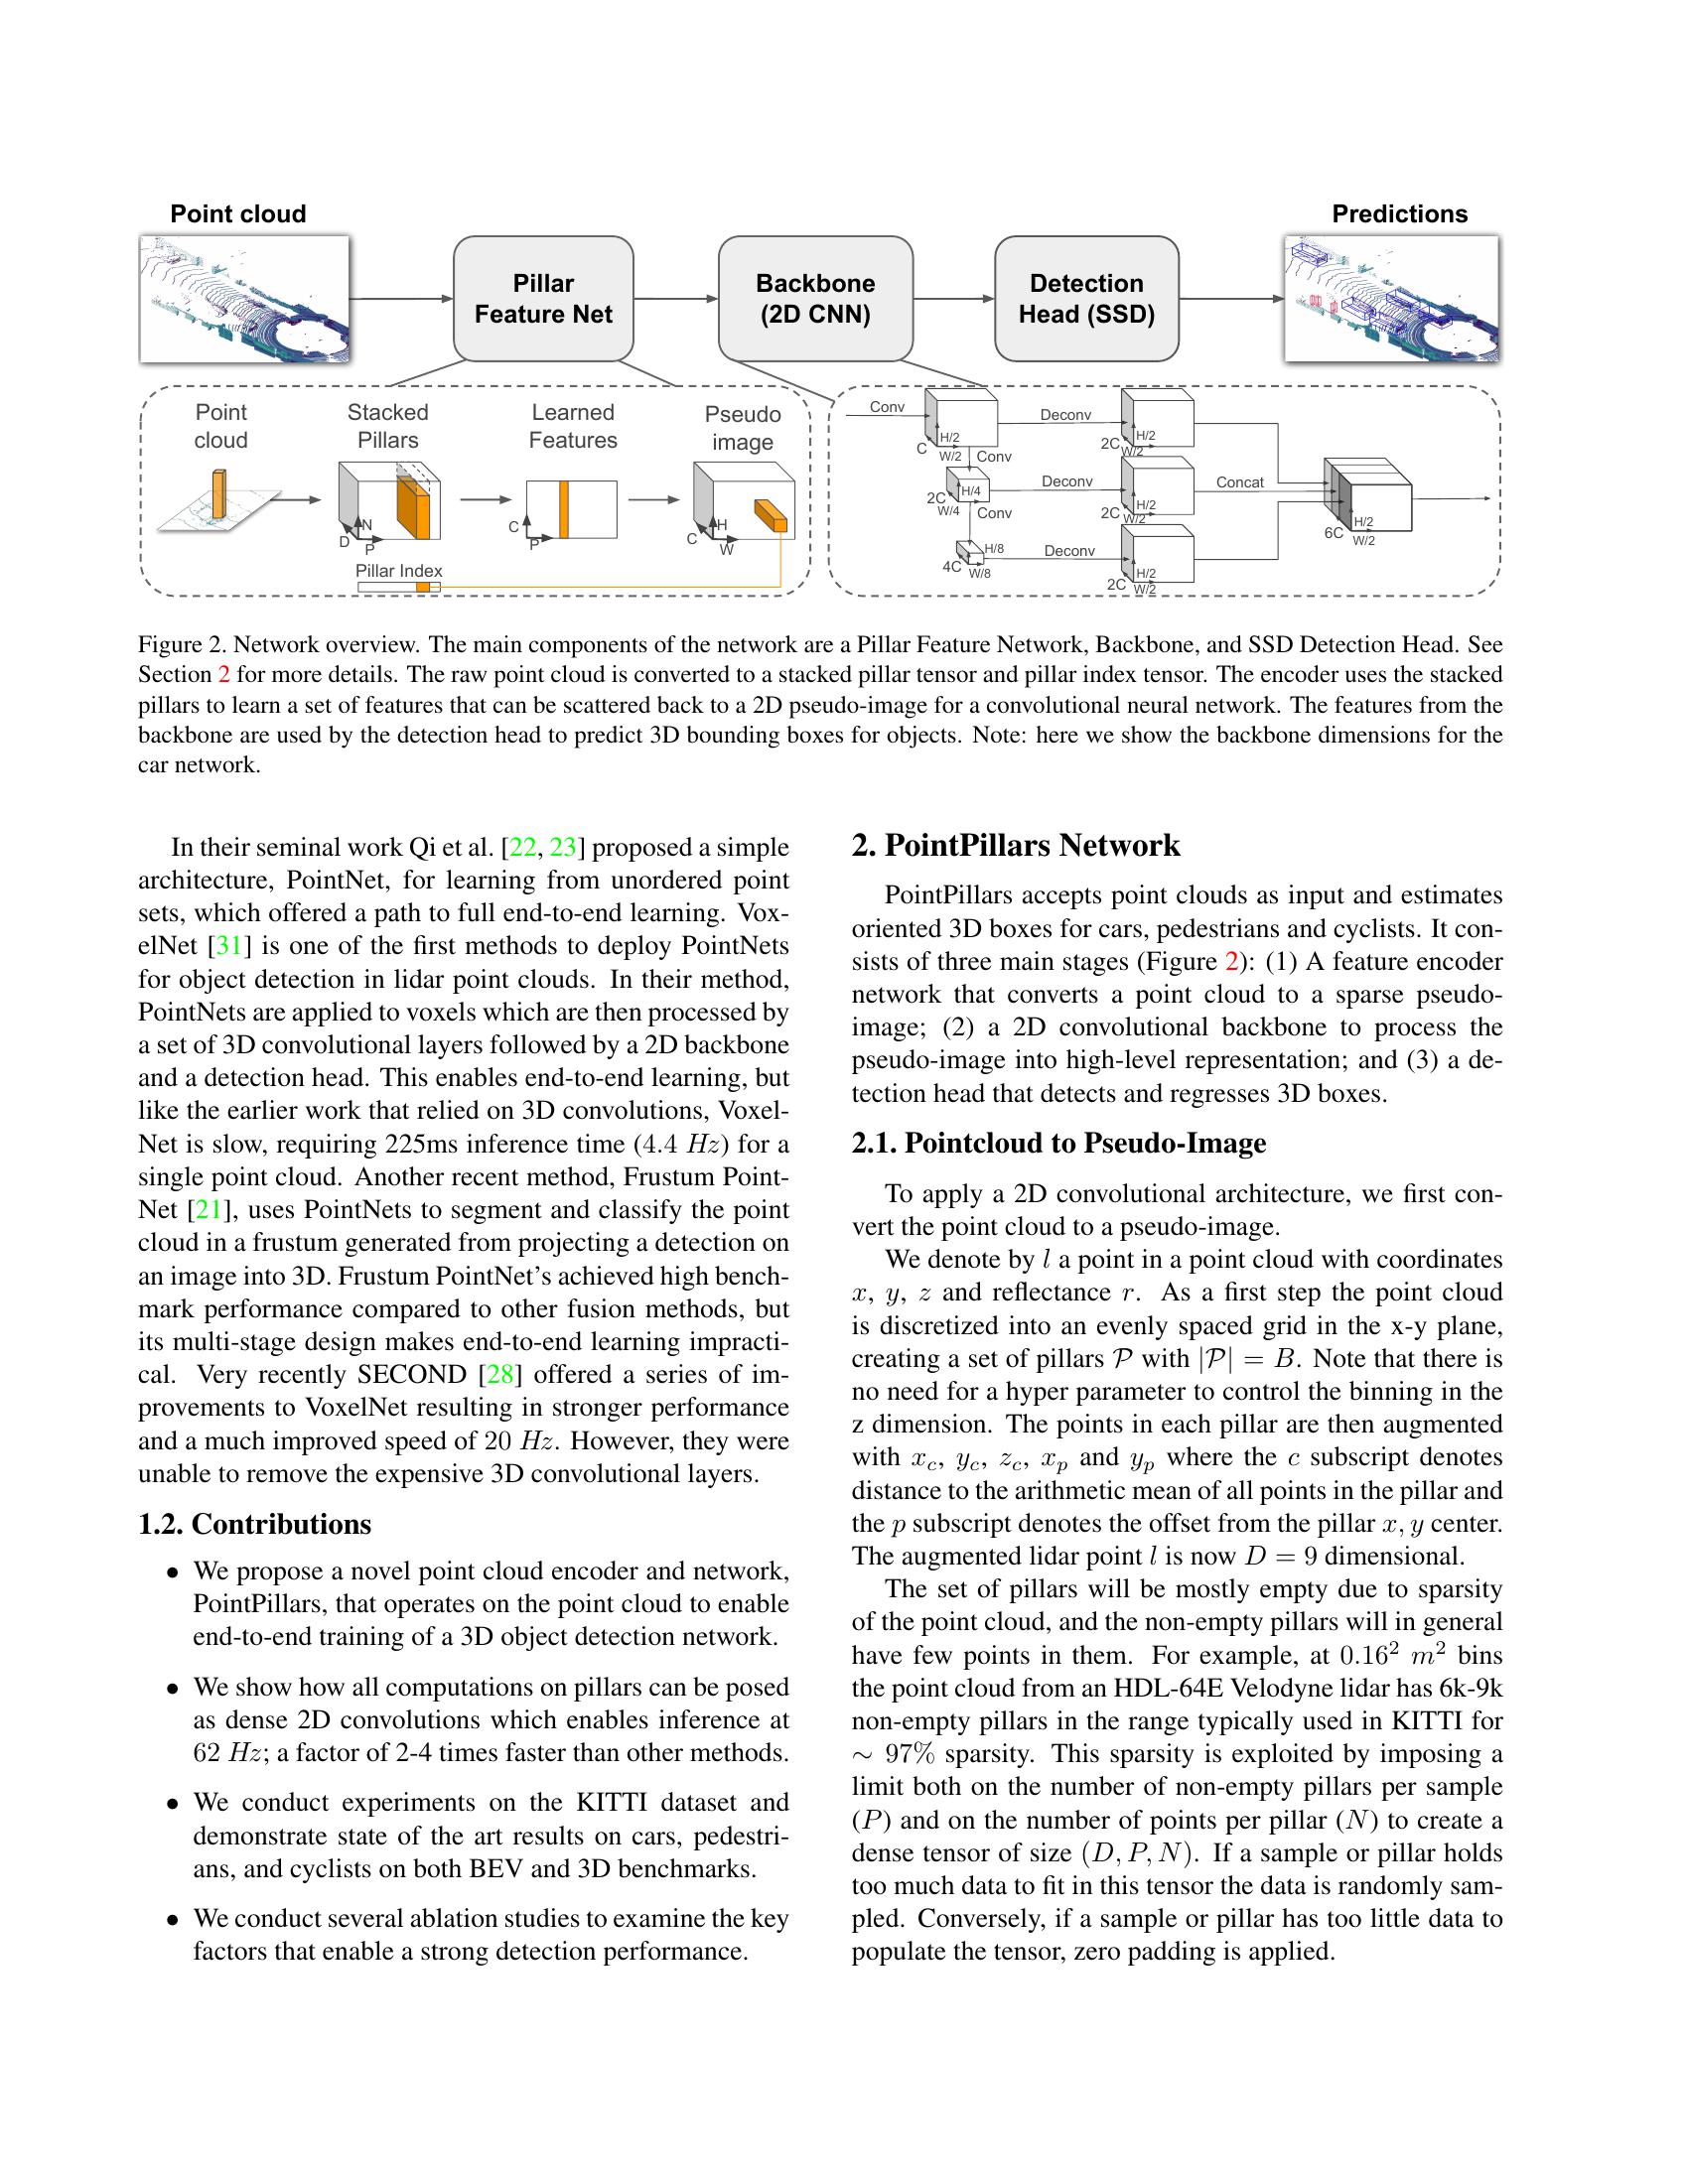 Point cloud
Predictions
Pillar
Feature Net
Backbone
(2D CNN)
Detection
Head (SSD)
Point
cloud
Stacked
Pillars
Learned
Features
Pseudo
image
D
P
N
C
P
C
H
W
Pillar Index
Conv
C
H/2
W/2
Conv
2C
H/4
W/4
Conv
4C
H/8
W/8
Deconv
2C
H/2
W/2
Deconv
2C
H/2
W/2
Deconv
2C
H/2
W/2
Concat
6C
H/2
W/2
Figure 2. Network overview. The main components of the network are a Pillar Feature Network, Backbone, and SSD Detection Head. See
Section 2 for more details. The raw point cloud is converted to a stacked pillar tensor and pillar index tensor. The encoder uses the stacked
pillars to learn a set of features that can be scattered back to a 2D pseudo-image for a convolutional neural network. The features from the
backbone are used by the detection head to predict 3D bounding boxes for objects. Note: here we show the backbone dimensions for the
car network.
In their seminal work Qi et al. [22, 23] proposed a simple
architecture, PointNet, for learning from unordered point
sets, which offered a path to full end-to-end learning. Vox-
elNet [31] is one of the first methods to deploy PointNets
for object detection in lidar point clouds. In their method,
PointNets are applied to voxels which are then processed by
a set of 3D convolutional layers followed by a 2D backbone
and a detection head. This enables end-to-end learning, but
like the earlier work that relied on 3D convolutions, Voxel-
Net is slow, requiring 225ms inference time (4.4 Hz) for a
single point cloud. Another recent method, Frustum Point-
Net [21], uses PointNets to segment and classify the point
cloud in a frustum generated from projecting a detection on
an image into 3D. Frustum PointNet's achieved high bench-
mark performance compared to other fusion methods, but
its multi-stage design makes end-to-end learning impracti-
cal. Very recently SECOND [28] offered a series of im-
provements to VoxelNet resulting in stronger performance
and a much improved speed of 20 Hz. However, they were
unable to remove the expensive 3D convolutional layers.
1.2. Contributions
• We propose a novel point cloud encoder and network,
PointPillars, that operates on the point cloud to enable
end-to-end training of a 3D object detection network.
• We show how all computations on pillars can be posed
as dense 2D convolutions which enables inference at
62 Hz; a factor of 2-4 times faster than other methods.
• We conduct experiments on the KITTI dataset and
demonstrate state of the art results on cars, pedestri-
ans, and cyclists on both BEV and 3D benchmarks.
• We conduct several ablation studies to examine the key
factors that enable a strong detection performance.
2. PointPillars Network
PointPillars accepts point clouds as input and estimates
oriented 3D boxes for cars, pedestrians and cyclists. It con-
sists of three main stages (Figure 2): (1) A feature encoder
network that converts a point cloud to a sparse pseudo-
image; (2) a 2D convolutional backbone to process the
pseudo-image into high-level representation; and (3) a de-
tection head that detects and regresses 3D boxes.
2.1. Pointcloud to Pseudo-Image
To apply a 2D convolutional architecture, we first con-
vert the point cloud to a pseudo-image.
We denote by l a point in a point cloud with coordinates
x, y, z and reflectance r. As a first step the point cloud
is discretized into an evenly spaced grid in the x-y plane,
creating a set of pillars P with |P| = B. Note that there is
no need for a hyper parameter to control the binning in the
z dimension. The points in each pillar are then augmented
with x_c, y_c, z_c, x_p and y_p where the c subscript denotes
distance to the arithmetic mean of all points in the pillar and
the p subscript denotes the offset from the pillar x, y center.
The augmented lidar point l is now D = 9 dimensional.
The set of pillars will be mostly empty due to sparsity
of the point cloud, and the non-empty pillars will in general
have few points in them. For example, at 0.16² m² bins
the point cloud from an HDL-64E Velodyne lidar has 6k-9k
non-empty pillars in the range typically used in KITTI for
∼ 97% sparsity. This sparsity is exploited by imposing a
limit both on the number of non-empty pillars per sample
(P) and on the number of points per pillar (N) to create a
dense tensor of size (D, P, N). If a sample or pillar holds
too much data to fit in this tensor the data is randomly sam-
pled. Conversely, if a sample or pillar has too little data to
populate the tensor, zero padding is applied.